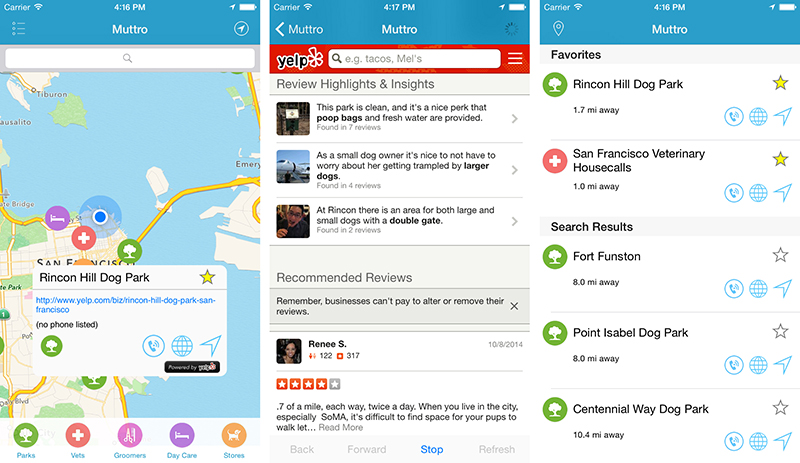 Carrier
4:16 PM
Muttro
Tiburon
ausalito
te Bridge
Emery
SAN FRANCISCO
Rincon Hill Dog Park
http://www.yelp.com/biz/rincon-hill-dog-park-san-
francisco
(no phone listed)
Powered by yelp
1
Parks
Vets
Groomers
Day Care
Stores
Carrier
4:17 PM
Muttro
Muttro
yelp
e.g. tacos, Mel's
Review Highlights & Insights
This park is clean, and it's a nice perk that
poop bags and fresh water are provided.
Found in 7 reviews
As a small dog owner it's nice to not have to
worry about her getting trampled by larger
dogs.
Found in 4 reviews
At Rincon there is an area for both large and
small dogs with a double gate.
Found in 2 reviews
Recommended Reviews
Remember, businesses can't pay to alter or remove their
reviews.
Renee S.
10/8/2014
122
317
.7 of a mile, each way, twice a day. When you live in the city,
especially SoMA, it's difficult to find space for your pups to
walk let… Read More
Back
Forward
Stop
Refresh
Carrier
4:16 PM
Muttro
Favorites
Rincon Hill Dog Park
1.7 mi away
San Francisco Veterinary
Housecalls
1.0 mi away
Search Results
Fort Funston
8.0 mi away
Point Isabel Dog Park
8.0 mi away
Centennial Way Dog Park
10.4 mi away